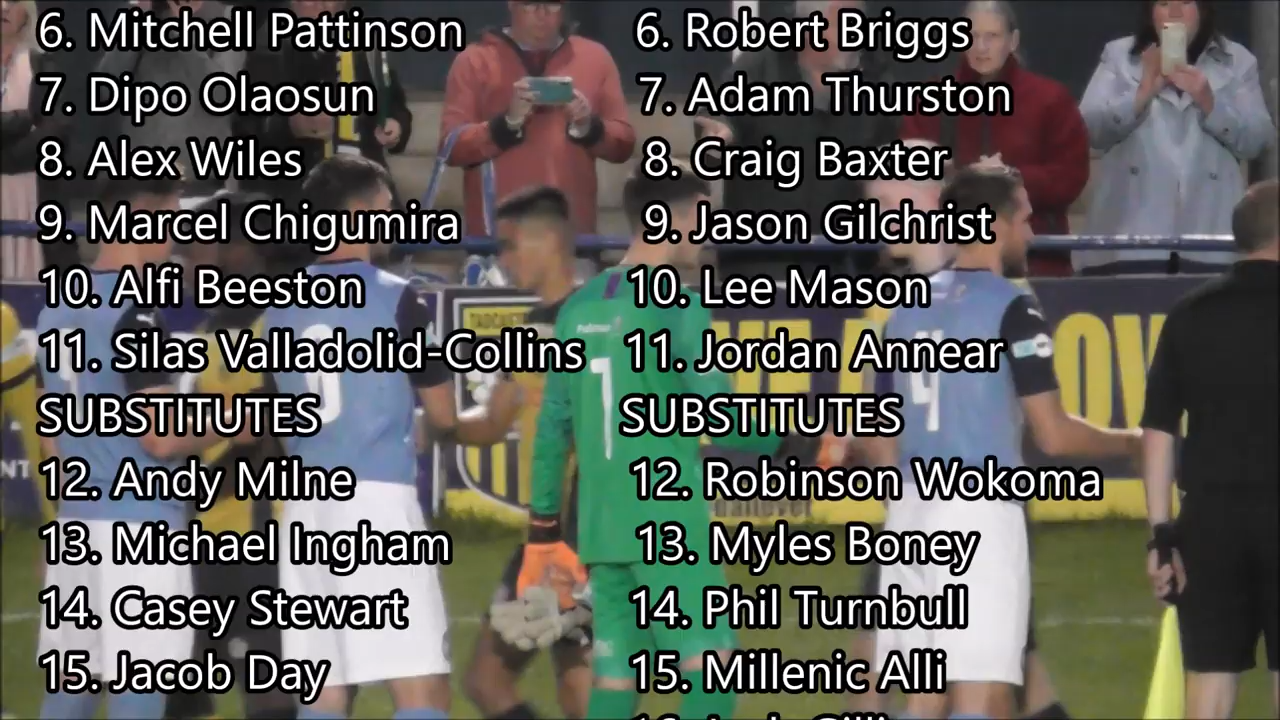 6. Mitchell Pattinson
7. Dipo Olaosun
8. Alex Wiles
9. Marcel Chigumira
10. Alfi Beeston
11. Silas Valladolid-Collins
SUBSTITUTES
12. Andy Milne
13. Michael Ingham
14. Casey Stewart
15. Jacob Day
6. Robert Briggs
7. Adam Thurston
8. Craig Baxter
9. Jason Gilchrist
10. Lee Mason
11. Jordan Annear
SUBSTITUTES
12. Robinson Wokoma
13. Myles Boney
14. Phil Turnbull
15. Millenic Alli
1
4